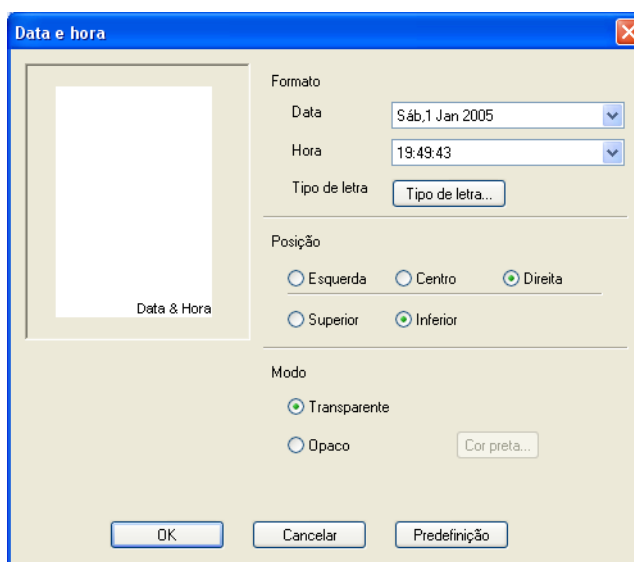 Data e hora
Formato
Data
Sáb,1 Jan 2005
Hora
19:49:43
Tipo de letra
Tipo de letra...
Posição
Esquerda Centro Direita
Superior Inferior
Data & Hora
Modo
Transparente
Opaco
Cor preta...
OK Cancelar Predefinição